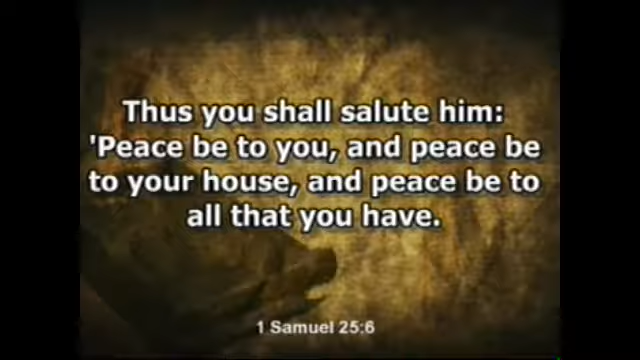 Thus you shall salute him:
'Peace be to you, and peace be
to your house, and peace be to
all that you have.
1 Samuel 25:6